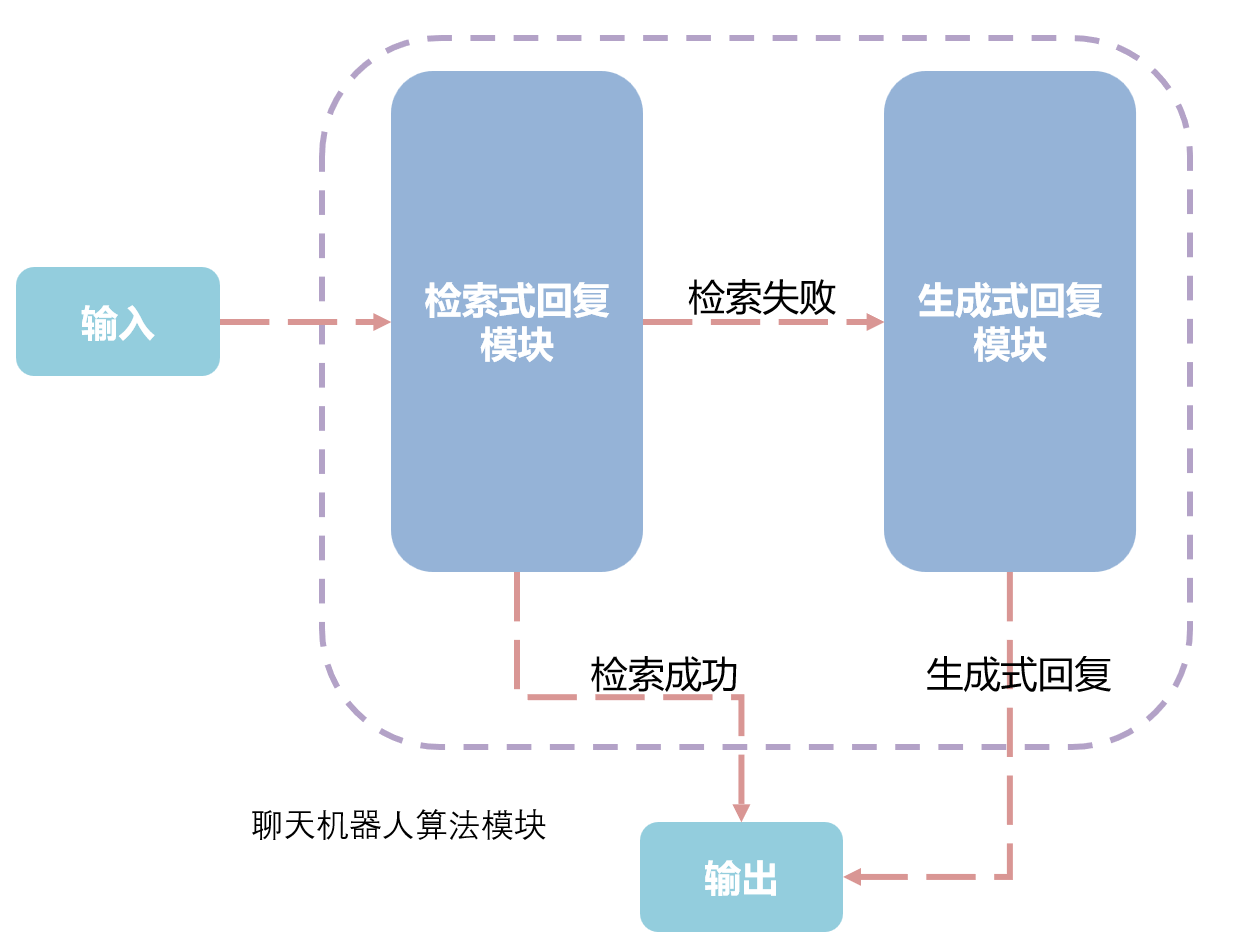 输入
检索式回复
模块
检索失败
生成式回复
模块
检索成功
生成式回复
聊天机器人算法模块
输出